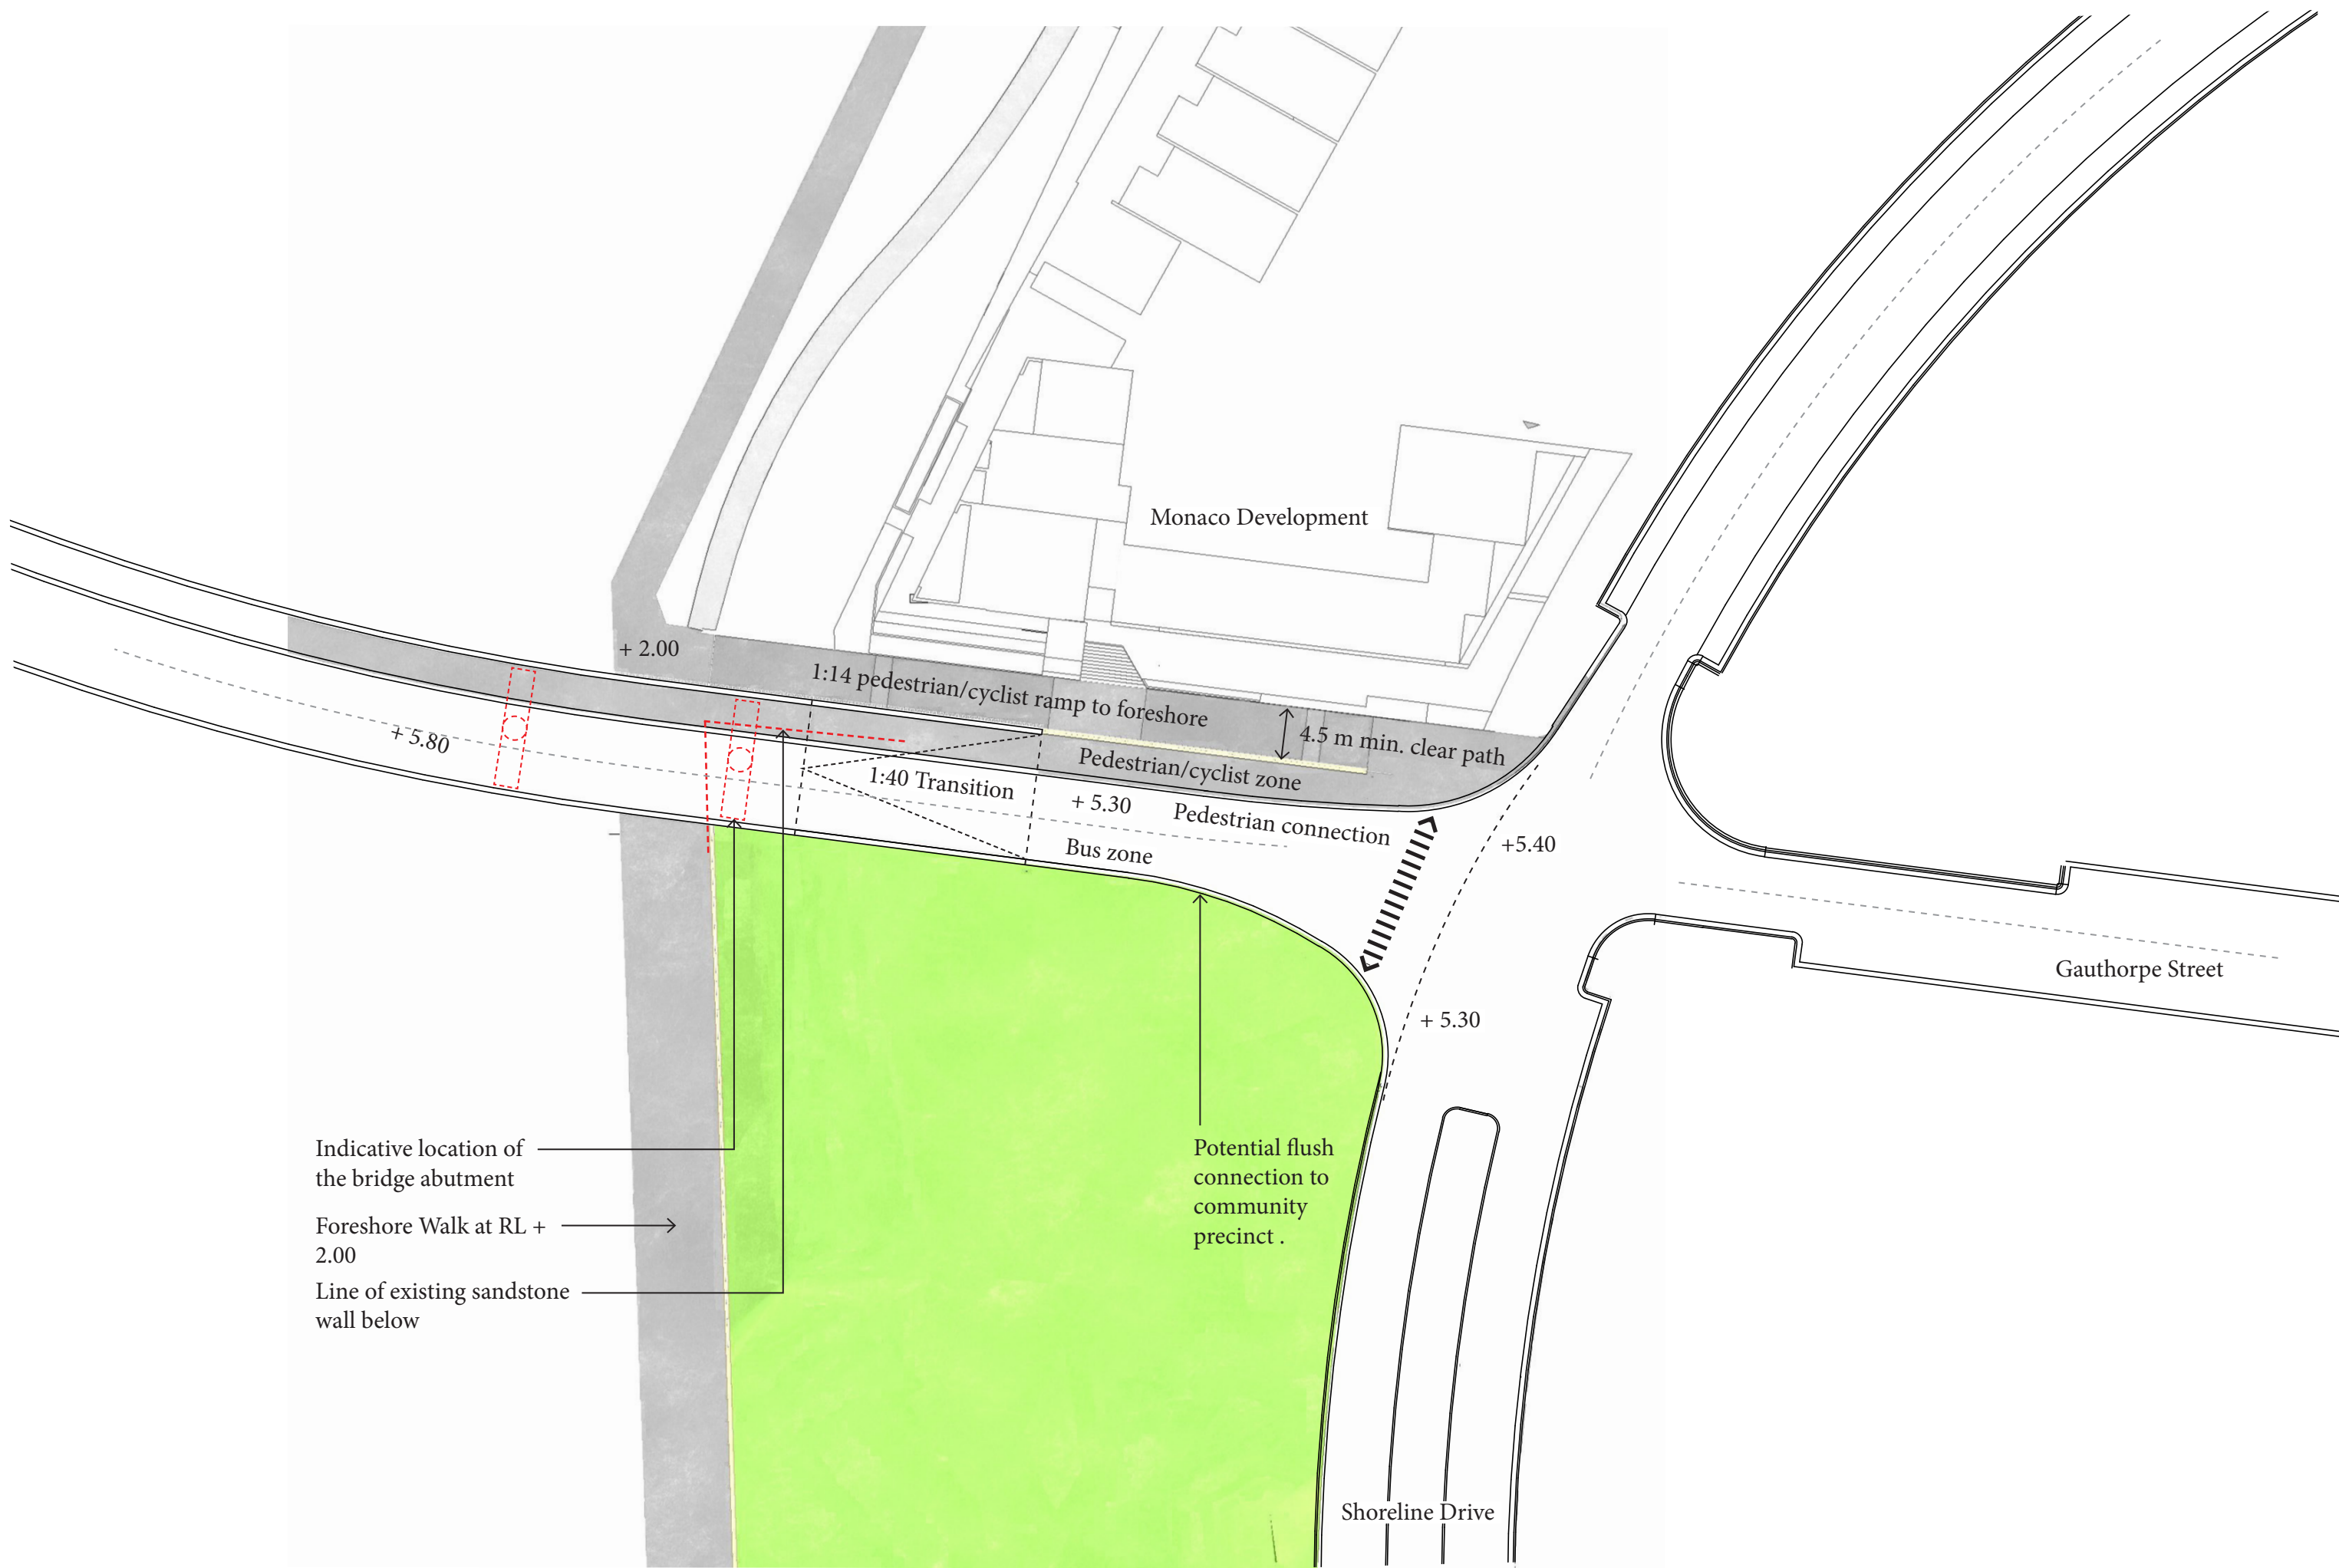 Monaco Development
+ 2.00
1:14 pedestrian/cyclist ramp to foreshore
4.5 m min. clear path
+ 5.80
Pedestrian/cyclist zone
1:40 Transition
+ 5.30
Pedestrian connection
Bus zone
+5.40
Gauthorpe Street
+ 5.30
Indicative location of
the bridge abutment
Foreshore Walk at RL +
2.00
Line of existing sandstone
wall below
Potential flush
connection to
community
precinct .
Shoreline Drive